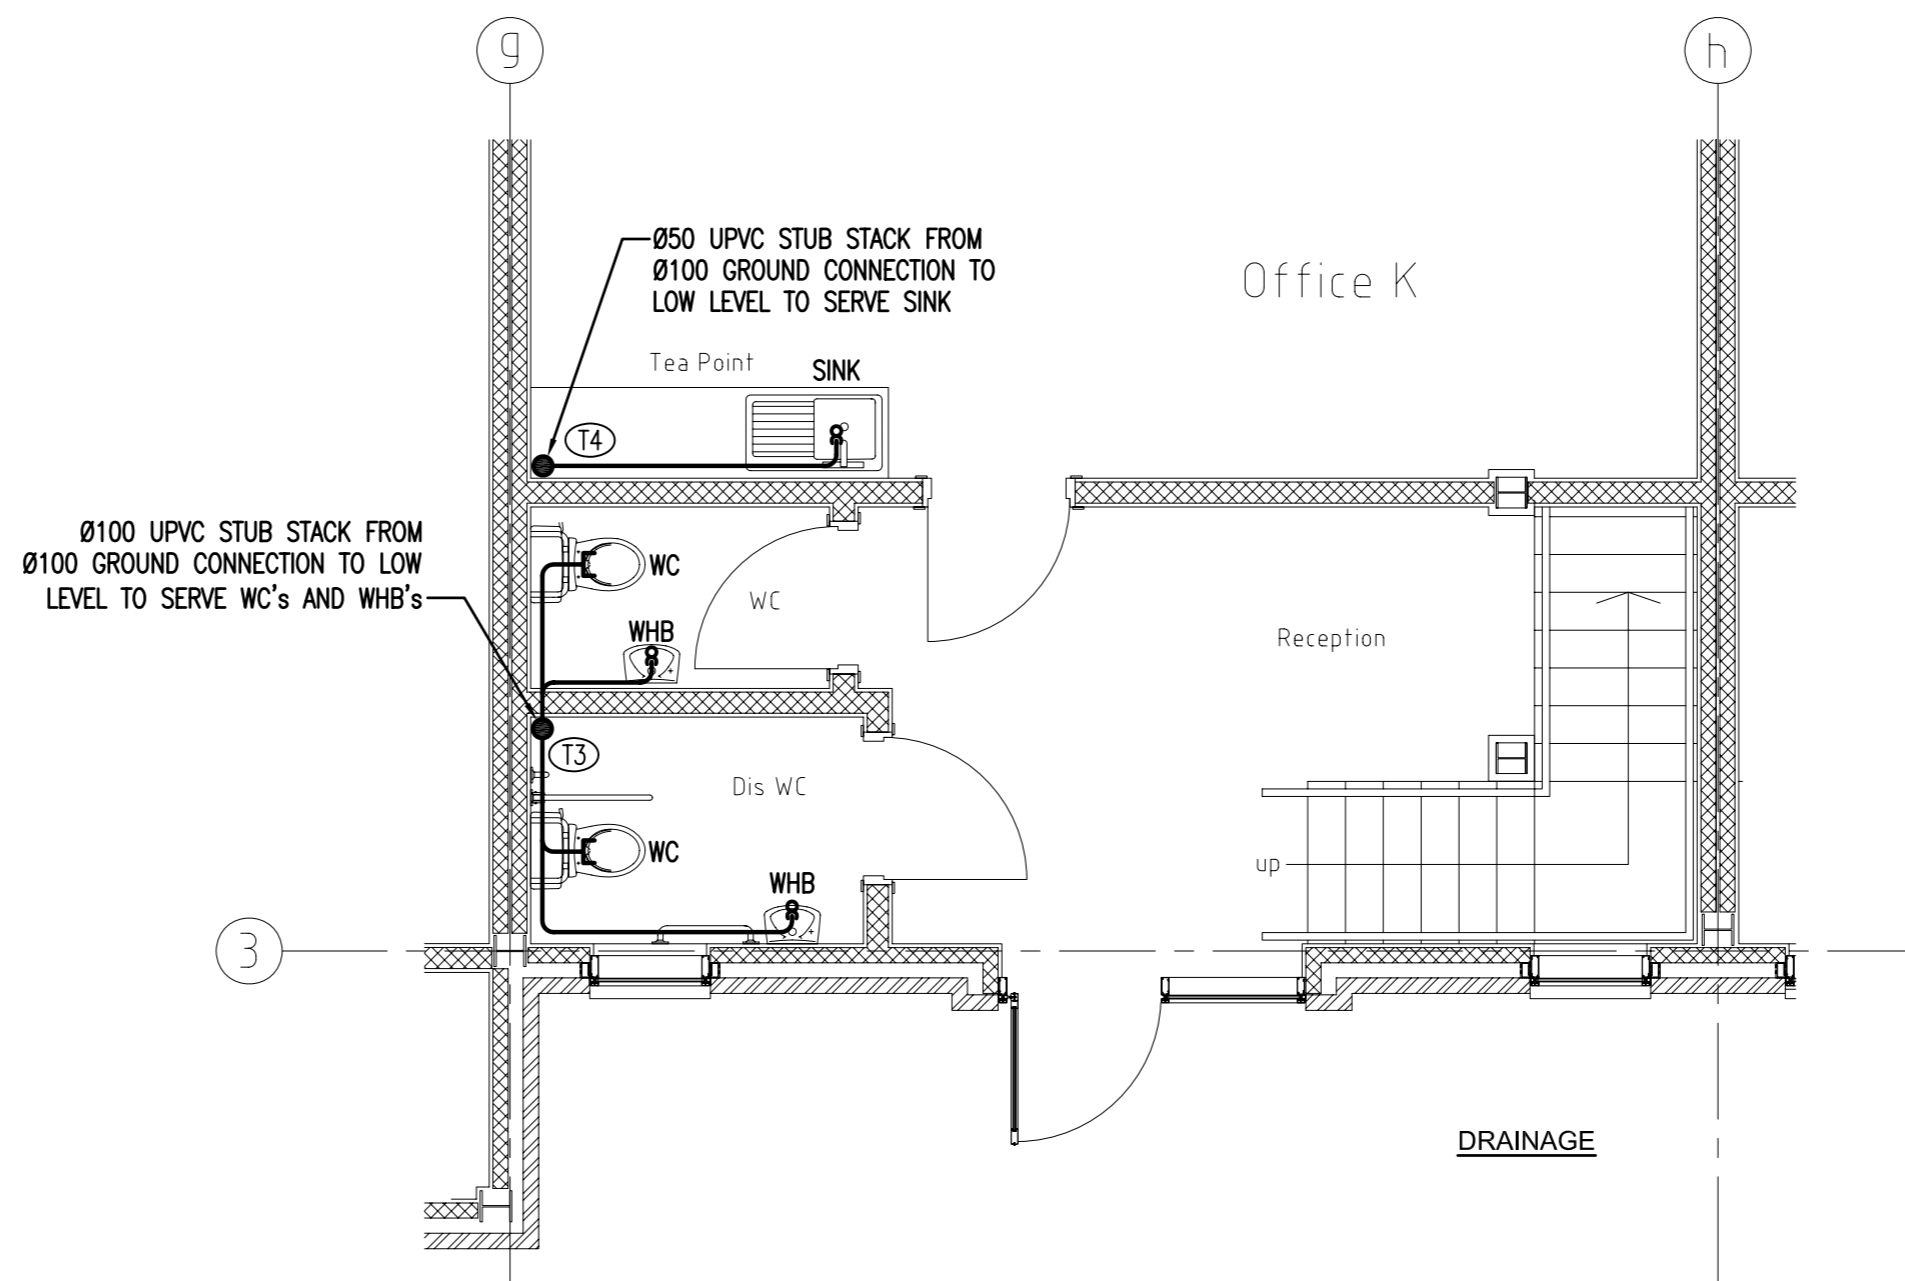 g
h
Ø50 UPVC STUB STACK FROM
Ø100 GROUND CONNECTION TO
LOW LEVEL TO SERVE SINK
Office K
Tea Point
SINK
T4
Ø100 UPVC STUB STACK FROM
Ø100 GROUND CONNECTION TO LOW
LEVEL TO SERVE WC's AND WHB's
WC
WC
WHB
Reception
T3
Dis WC
WC
up
WHB
3
DRAINAGE